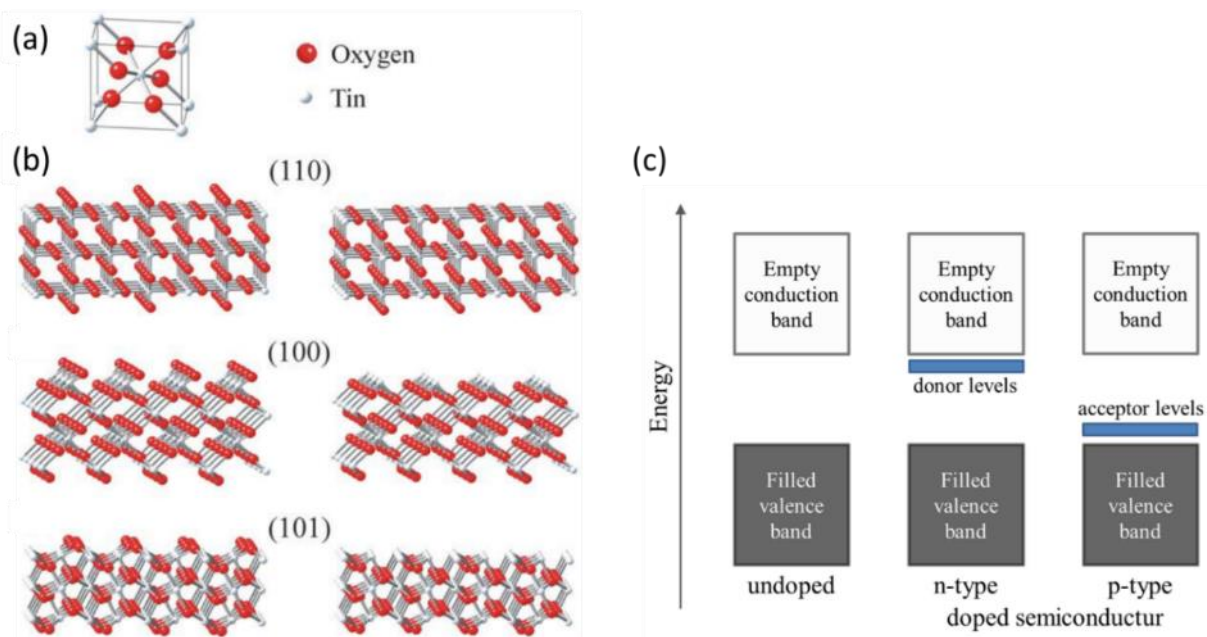 (a)
Oxygen
Tin
(b)
(110)
(100)
(101)
(c)
Energy
Empty
conduction
band
Empty
conduction
band
Empty
conduction
band
donor levels
acceptor levels
Filled
valence
band
Filled
valence
band
Filled
valence
band
undoped
n-type
p-type
doped semiconductur